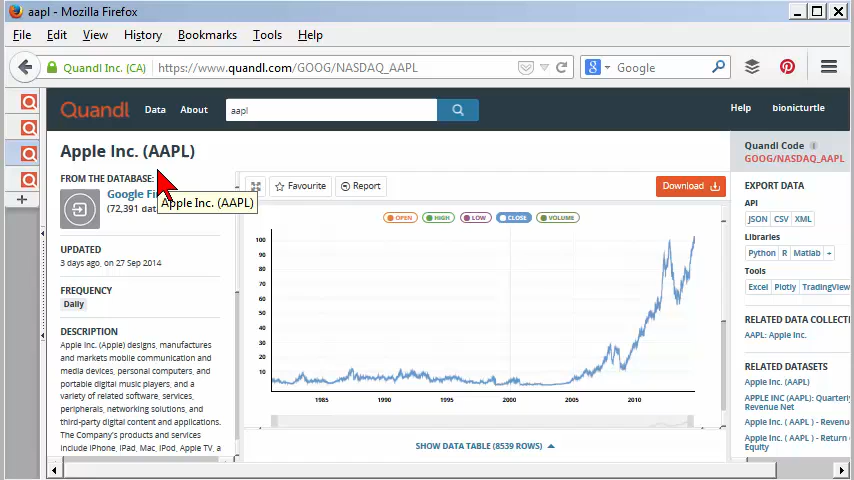 aapl - Mozilla Firefox
File Edit View History Bookmarks Tools Help
Quandl Inc. (CA) https://www.quandl.com/GOOG/NASDAQ_AAPL Google
Quandl Data About aapl Help bionicturtle
Apple Inc. (AAPL)
FROM THE DATABASE:
Google Fi
(72,391 dat
Apple Inc. (AAPL)
UPDATED
3 days ago, on 27 Sep 2014
FREQUENCY
Daily
DESCRIPTION
Apple Inc. (Apple) designs, manufactures
and markets mobile communication and
media devices, personal computers, and
portable digital music players, and a
variety of related software, services,
peripherals, networking solutions, and
third-party digital content and applications.
The Company's products and services
include iPhone, iPad, Mac, iPod, Apple TV, a
Favourite Report Download
OPEN HIGH LOW CLOSE VOLUME
100
90
80
70
60
50
40
30
20
10
1985 1990 1995 2000 2005 2010
SHOW DATA TABLE (8539 ROWS)
Quandl Code
GOOG/NASDAQ_AAPL
EXPORT DATA
API
JSON CSV XML
Libraries
Python R Matlab +
Tools
Excel Plotly TradingView
RELATED DATA COLLECT
AAPL: Apple Inc.
RELATED DATASETS
Apple Inc. (AAPL)
APPLE INC (AAPL): Quarterly
Revenue Net
Apple Inc. ( AAPL ) - Revenu
Apple Inc. ( AAPL ) - Return o
Equity